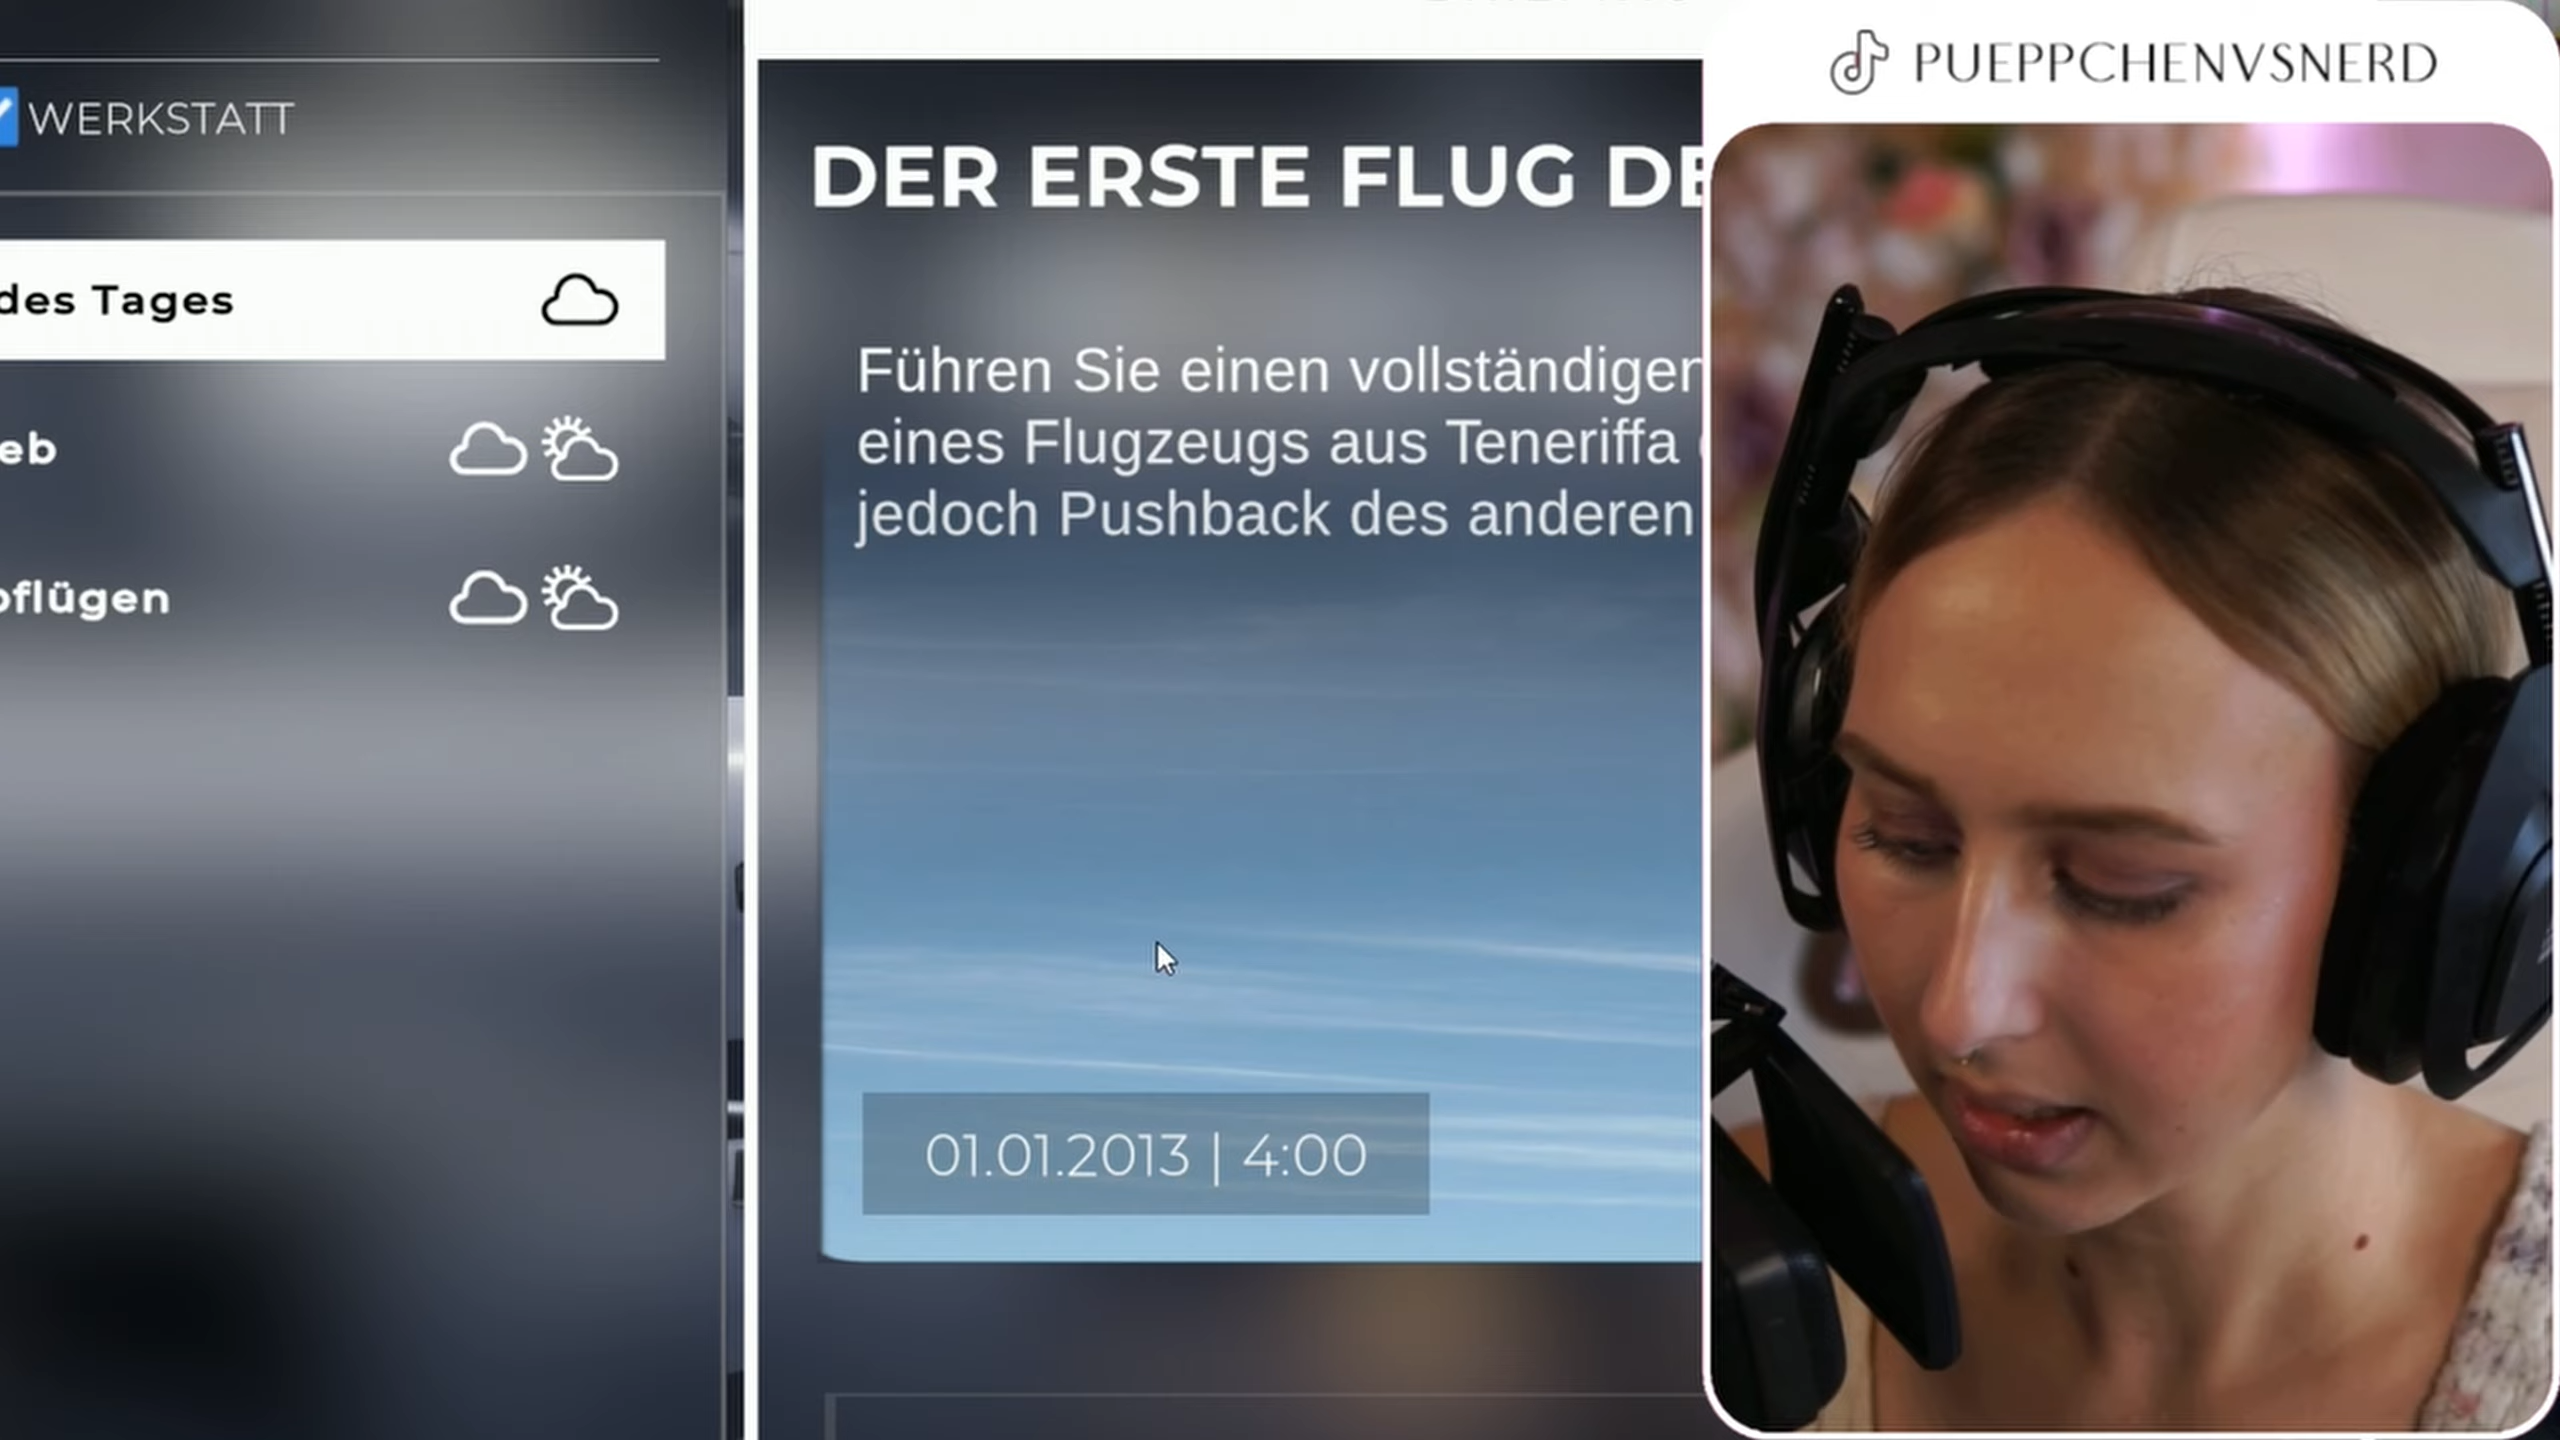 WERKSTATT
des Tages
eb
pflügen
DER ERSTE FLUG DE
Führen Sie einen vollständigen
eines Flugzeugs aus Teneriffa
jedoch Pushback des anderen
01.01.2013 | 4:00
PUEPPCHENVSNERD